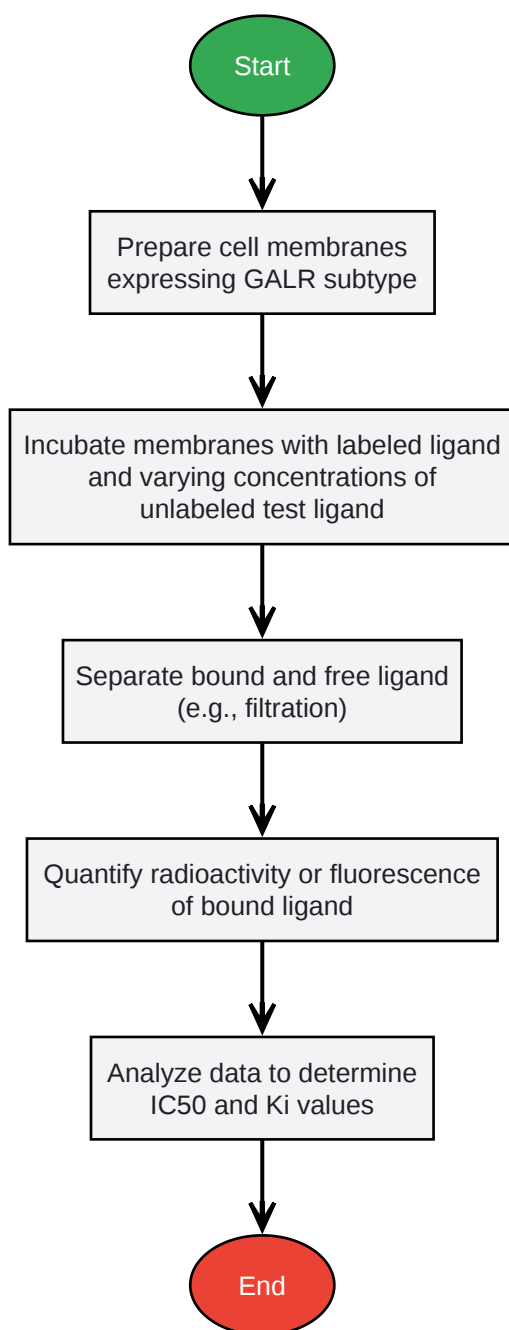 Start
Prepare cell membranes
expressing GALR subtype
Incubate membranes with labeled ligand
and varying concentrations of
unlabeled test ligand
Separate bound and free ligand
(e.g., filtration)
Quantify radioactivity or fluorescence
of bound ligand
Analyze data to determine
IC50 and Ki values
End